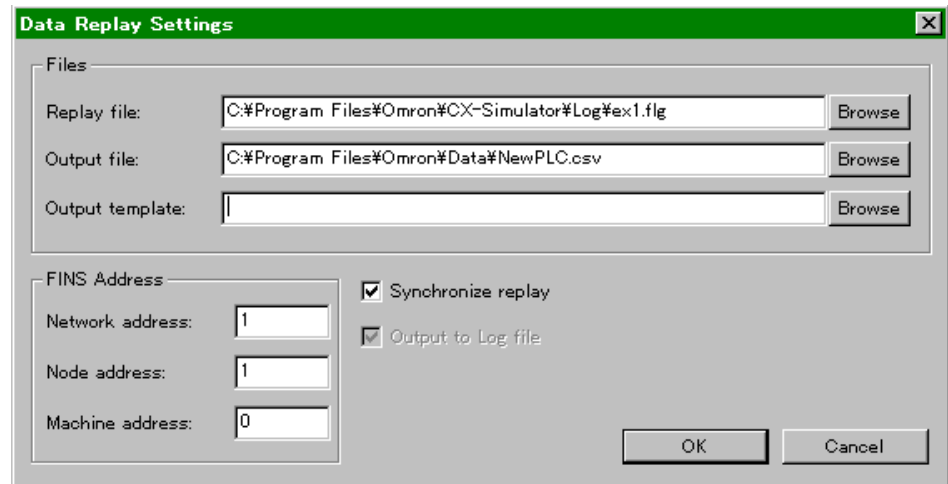 Data Replay Settings
Files
Replay file: C:¥Program Files¥Omron¥CX-Simulator¥Log¥ex1.flg Browse
Output file: C:¥Program Files¥Omron¥Data¥NewPLC.csv Browse
Output template: Browse
FINS Address
Synchronize replay
Network address: 1
Output to Log file
Node address: 1
Machine address: 0
OK Cancel